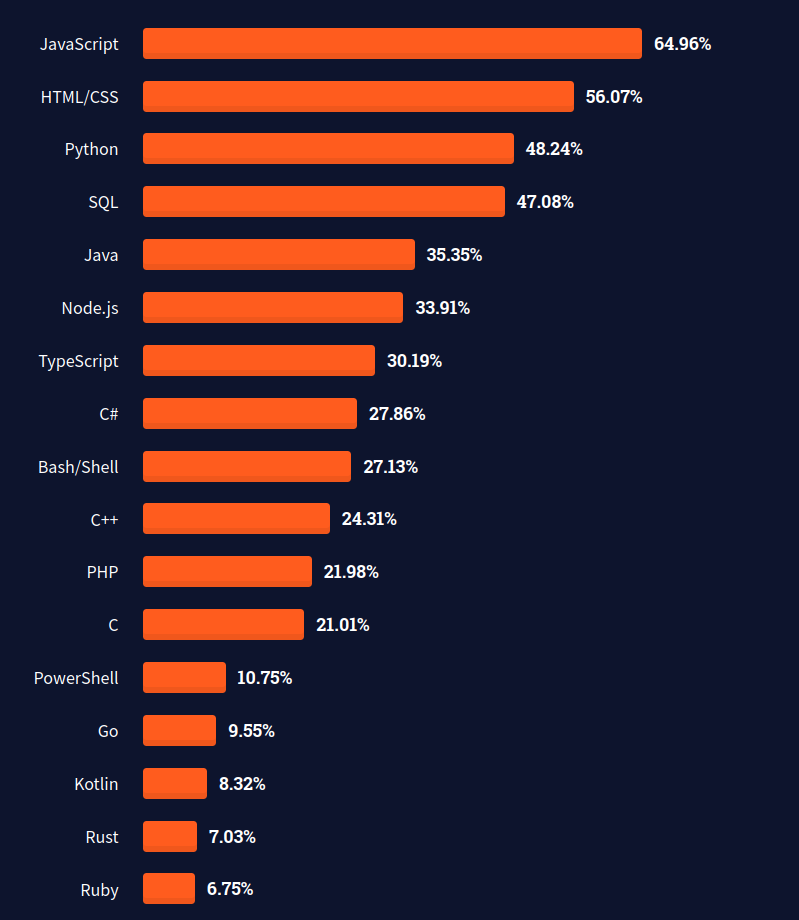 JavaScript 64.96%
HTML/CSS 56.07%
Python 48.24%
SQL 47.08%
Java 35.35%
Node.js 33.91%
TypeScript 30.19%
C# 27.86%
Bash/Shell 27.13%
C++ 24.31%
PHP 21.98%
C 21.01%
PowerShell 10.75%
Go 9.55%
Kotlin 8.32%
Rust 7.03%
Ruby 6.75%